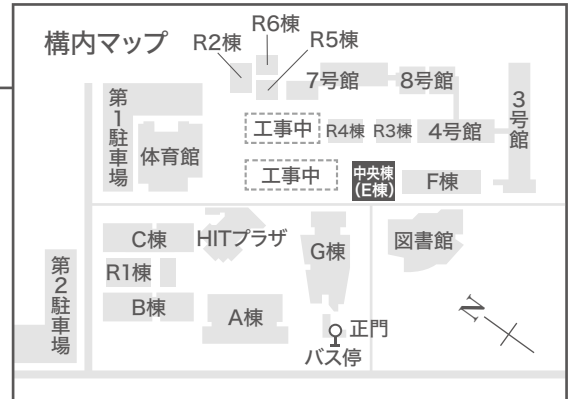 構内マップ
R6棟
R2棟
R5棟
7号館
8号館
3号館
第1駐車場
体育館
工事中
R4棟
R3棟
4号館
工事中
中央棟
(E棟)
F棟
C棟
HITプラザ
G棟
図書館
R1棟
第2駐車場
B棟
A棟
正門
バス停
N